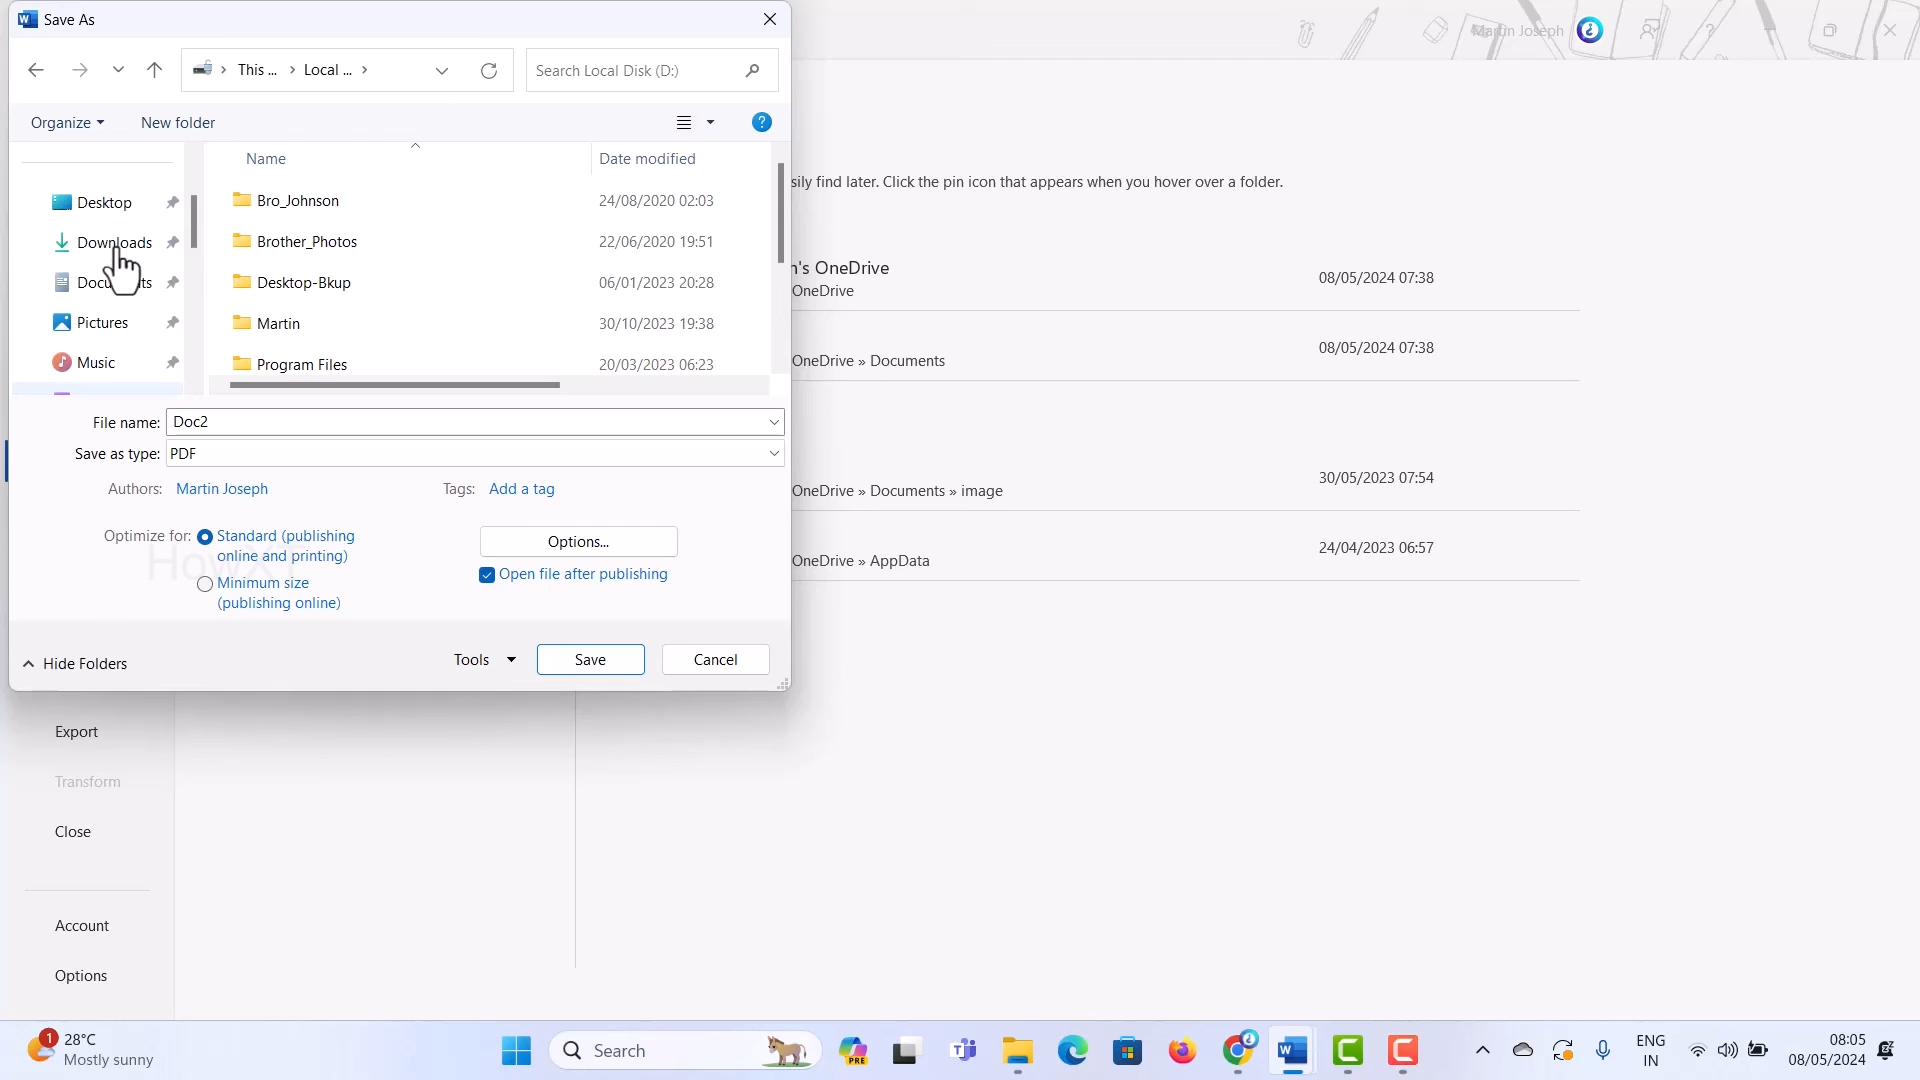 Save As
Martin Joseph
This ...
Local ...
Search Local Disk (D:)
Organize
New folder
Name
Date modified
Desktop
Downloads
Pictures
Music
Bro_Johnson
24/08/2020 02:03
Brother_Photos
22/06/2020 19:51
Desktop-Bkup
06/01/2023 20:28
Martin
30/10/2023 19:38
Program Files
20/03/2023 06:23
File name: Doc2
Save as type: PDF
Authors: Martin Joseph
Tags: Add a tag
Optimize for:
Standard (publishing
online and printing)
Minimum size
(publishing online)
Options...
Open file after publishing
Hide Folders
Tools
Save
Cancel
find later. Click the pin icon that appears when you hover over a folder.
OneDrive
08/05/2024 07:38
OneDrive
OneDrive » Documents
08/05/2024 07:38
OneDrive » Documents » image
30/05/2023 07:54
OneDrive » AppData
24/04/2023 06:57
Export
Transform
Close
Account
Options
1
28°C
Mostly sunny
Search
PRE
ENG
IN
08:05
08/05/2024